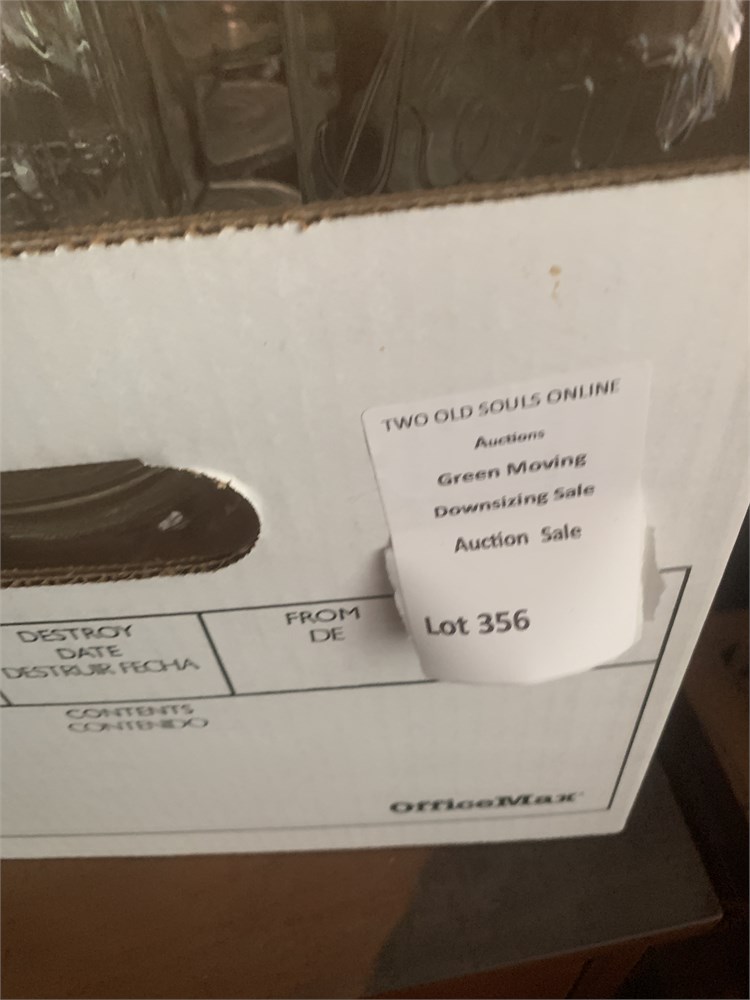 TWO OLD SOULS ONLINE
Auctions
Green Moving
Downsizing Sale
Auction Sale
Lot 356
DESTROY
DATE
DESTRUIR FECHA
FROM
DE
CONTENTS
CONTENIDO
OfficeMax